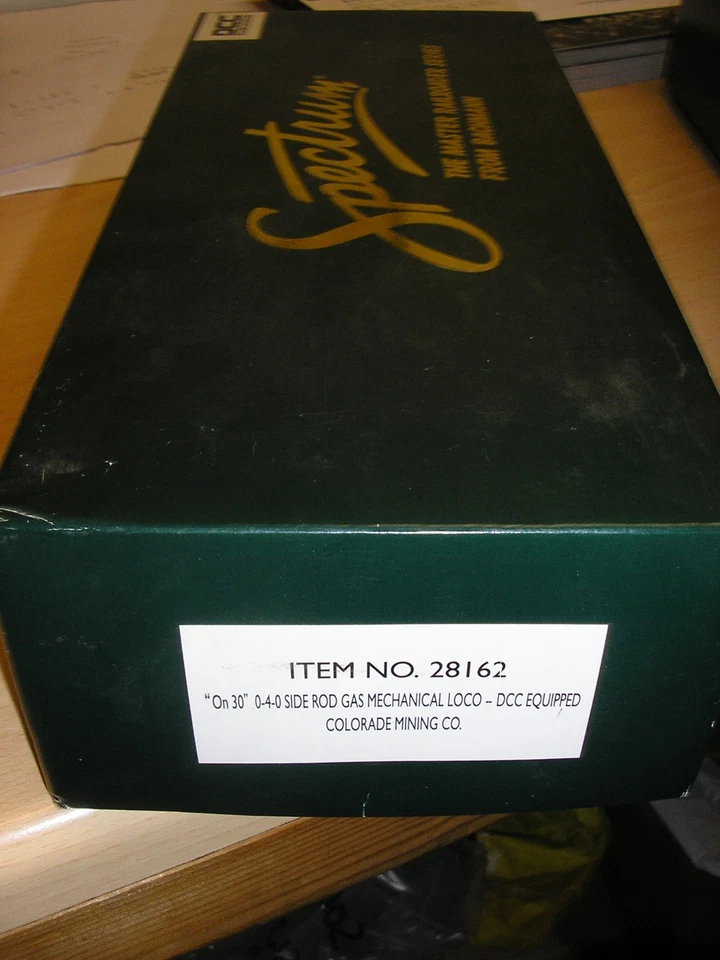 DCC
Spectrum
THE MASTER RAILROADER SERIES
FROM BACHMANN
ITEM NO. 28162
“On 30” 0-4-0 SIDE ROD GAS MECHANICAL LOCO – DCC EQUIPPED
COLORADE MINING CO.